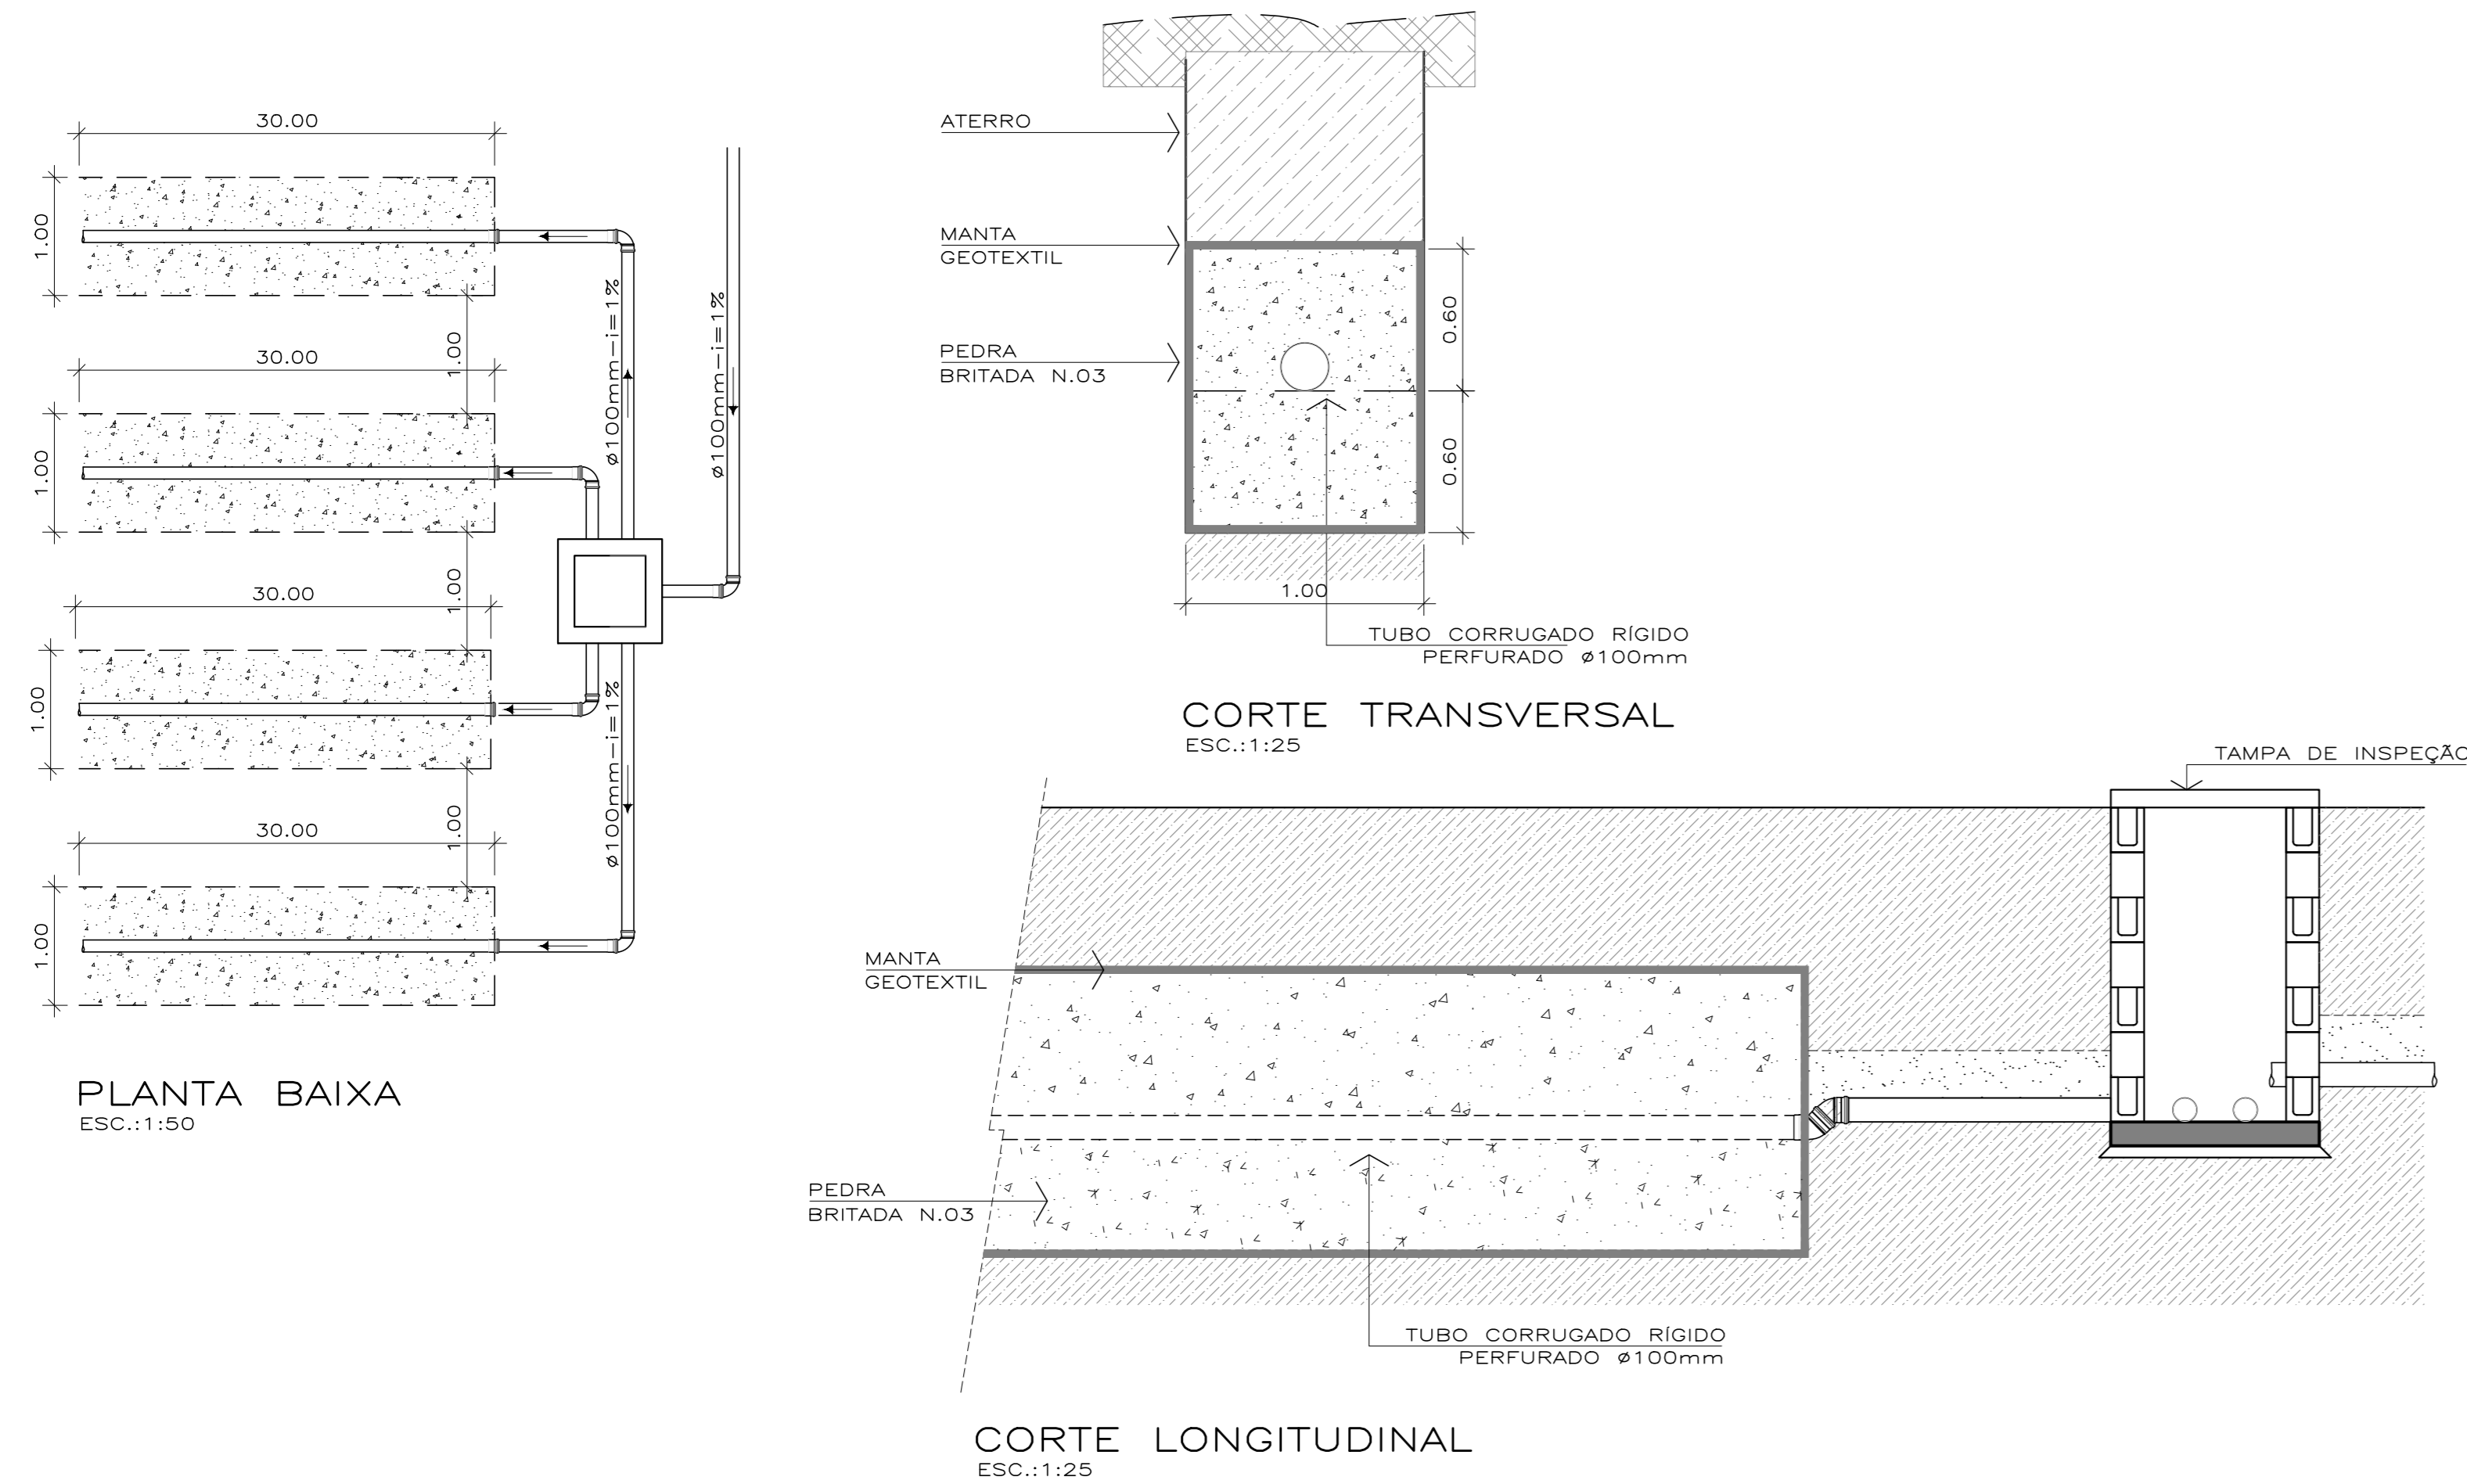 30.00
1.00
1.00
30.00
1.00
1.00
30.00
1.00
1.00
30.00
1.00
ø100mm-i=1%
ø100mm-i=1%
ø100mm-i=1%
PLANTA BAIXA
ESC.:1:50
ATERRO
MANTA
GEOTEXTIL
PEDRA
BRITADA N.03
0.60
0.60
1.00
TUBO CORRUGADO RÍGIDO
PERFURADO ø100mm
CORTE TRANSVERSAL
ESC.:1:25
TAMPA DE INSPEÇÃO
MANTA
GEOTEXTIL
PEDRA
BRITADA N.03
TUBO CORRUGADO RÍGIDO
PERFURADO ø100mm
CORTE LONGITUDINAL
ESC.:1:25